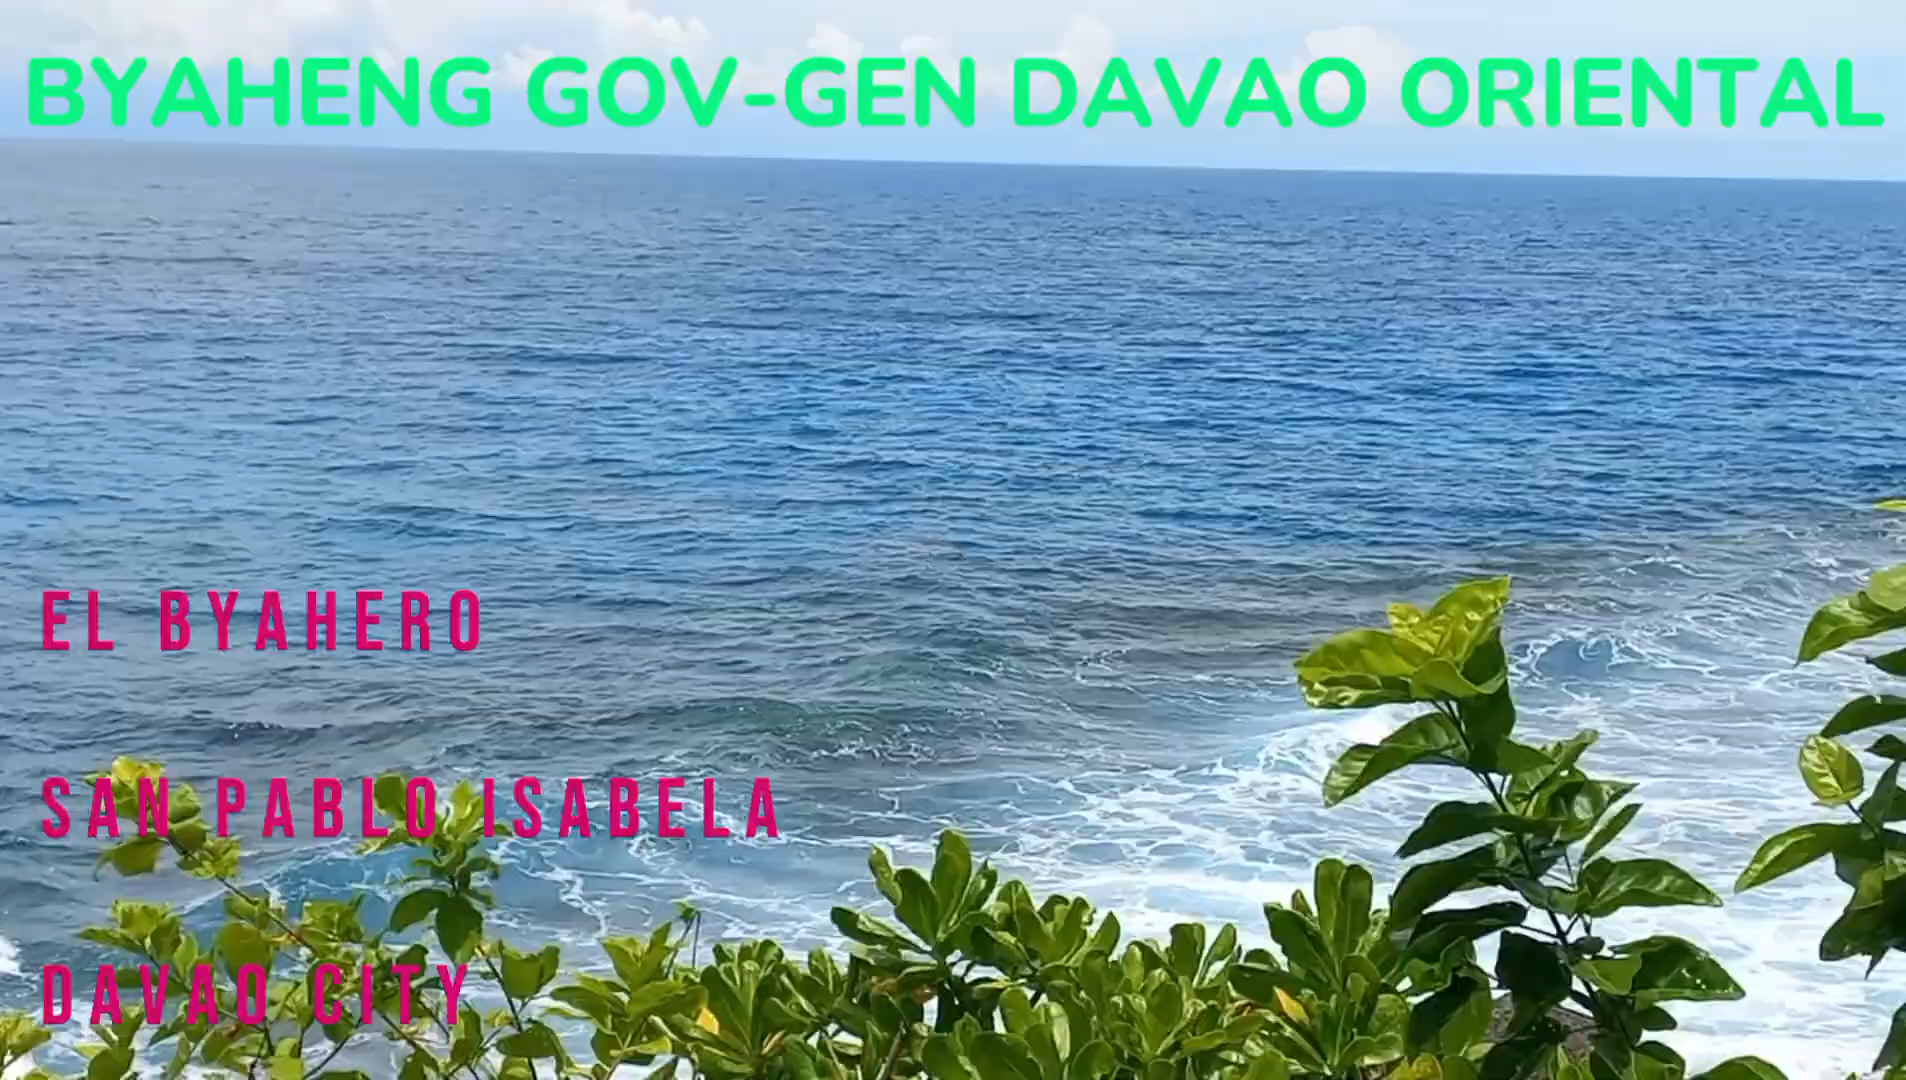 BYAHENG GOV-GEN DAVAO ORIENTAL
EL BYAHERO
SAN PABLO ISABELA
DAVAO CITY